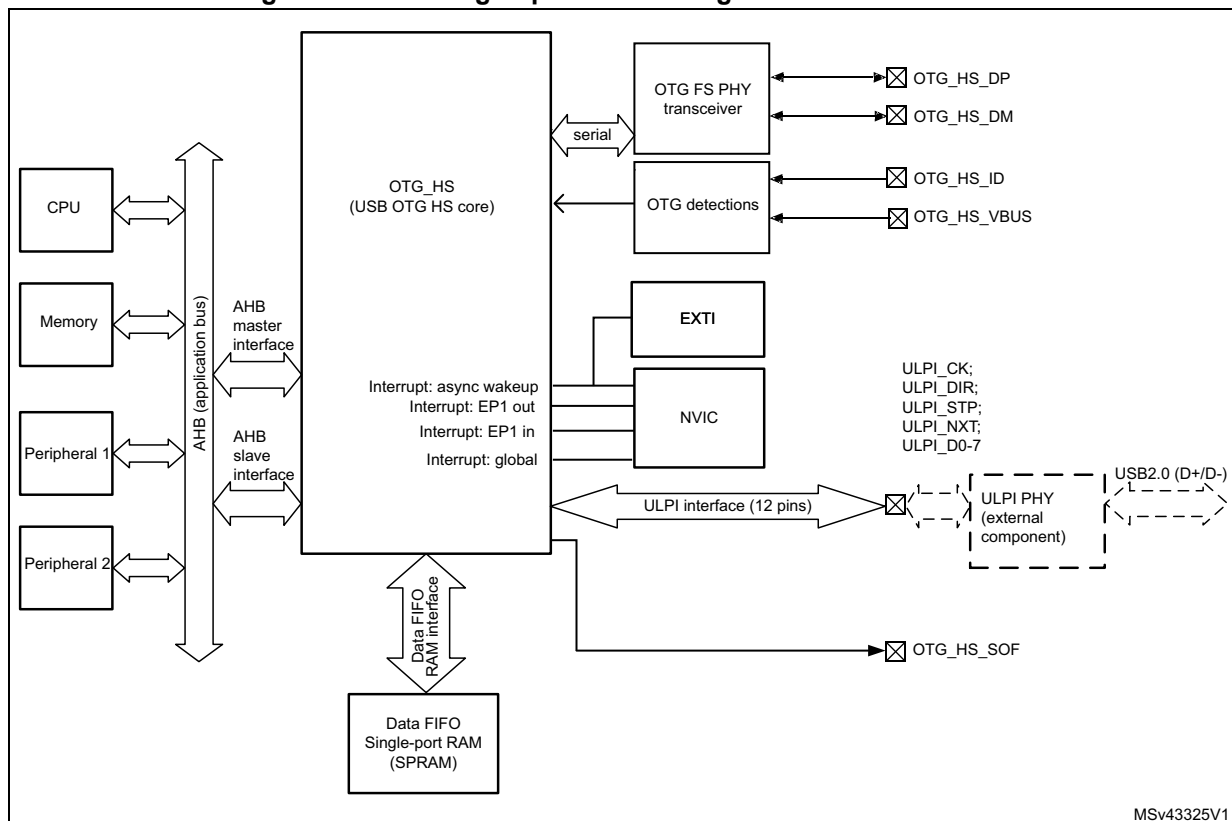 OTG FS PHY
transceiver
OTG_HS_DP
OTG_HS_DM
serial
OTG_HS
(USB OTG HS core)
OTG detections
OTG_HS_ID
OTG_HS_VBUS
CPU
Memory
Peripheral 1
Peripheral 2
AHB (application bus)
AHB
master
interface
AHB
slave
interface
EXTI
Interrupt: async wakeup
Interrupt: EP1 out
Interrupt: EP1 in
Interrupt: global
NVIC
ULPI_CK;
ULPI_DIR;
ULPI_STP;
ULPI_NXT;
ULPI_D0-7
ULPI interface (12 pins)
ULPI PHY
(external
component)
USB2.0 (D+/D-)
Data FIFO
RAM interface
OTG_HS_SOF
Data FIFO
Single-port RAM
(SPRAM)
MSv43325V1